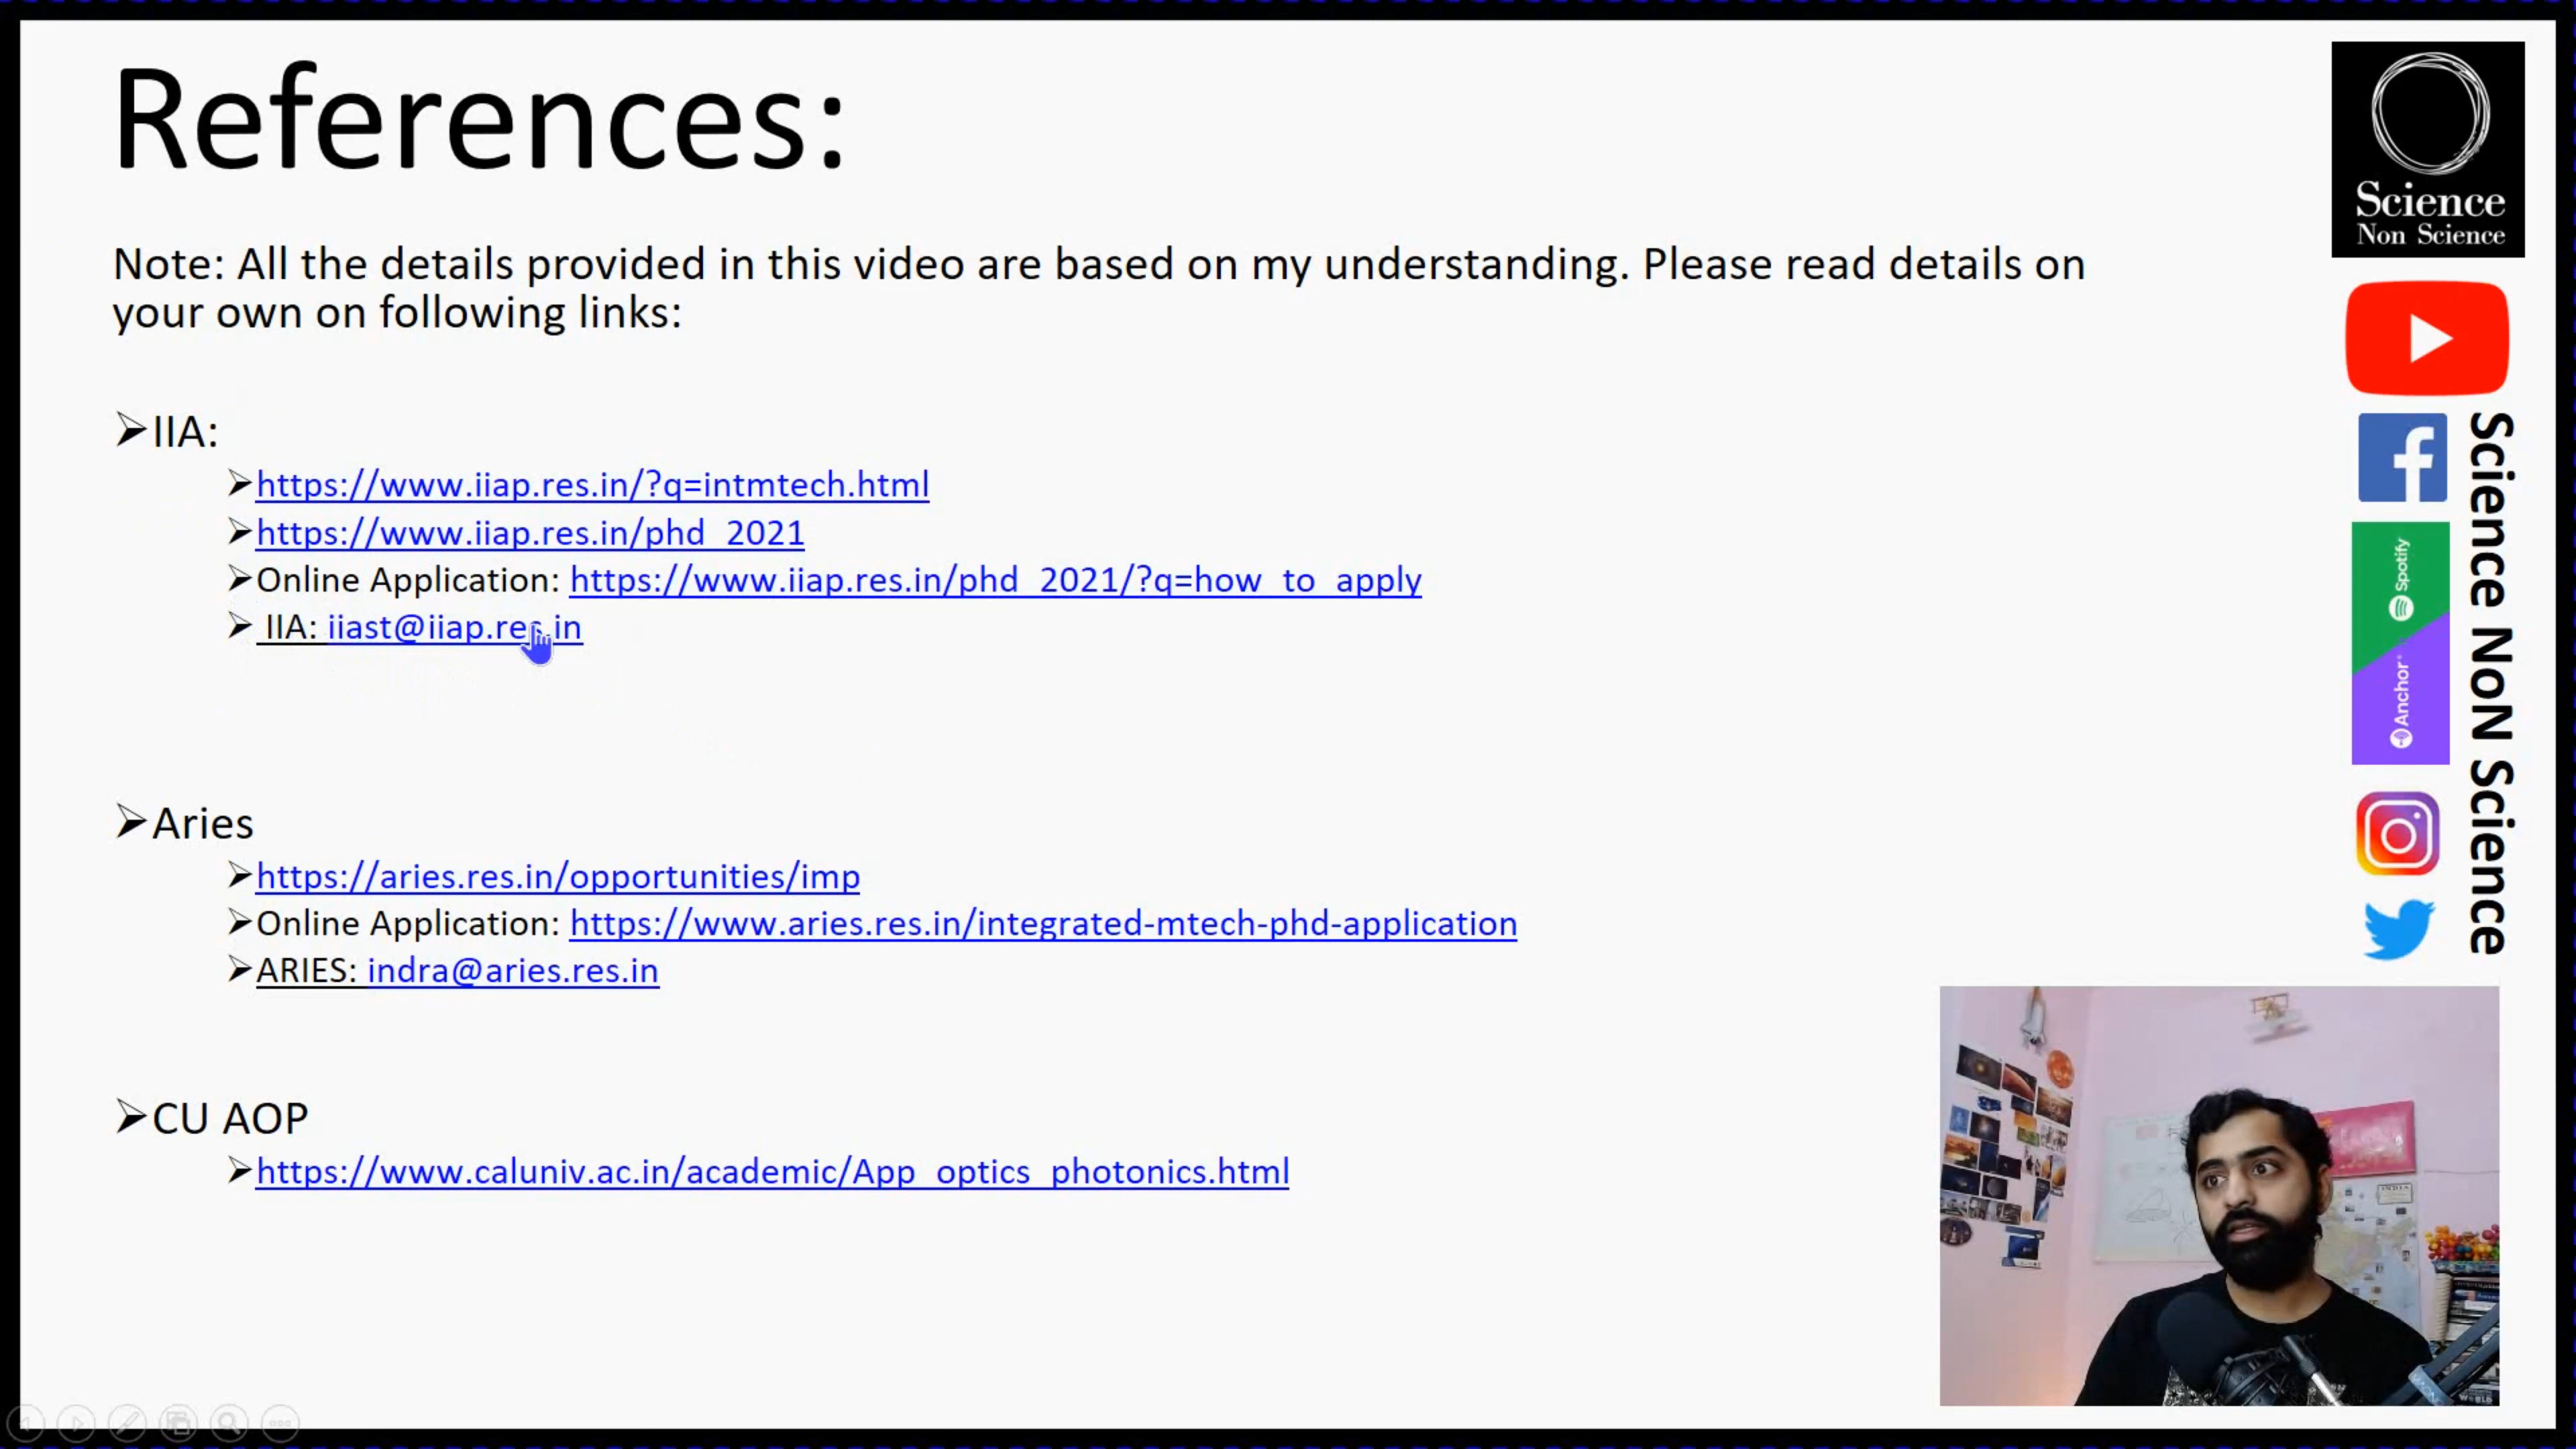 References:
Note: All the details provided in this video are based on my understanding. Please read details on
your own on following links:
IIA:
https://www.iiap.res.in/?q=intmtech.html
https://www.iiap.res.in/phd_2021
Online Application: https://www.iiap.res.in/phd_2021/?q=how_to_apply
IIA: iiast@iiap.res.in
Aries
https://aries.res.in/opportunities/imp
Online Application: https://www.aries.res.in/integrated-mtech-phd-application
ARIES: indra@aries.res.in
CU AOP
https://www.caluniv.ac.in/academic/App_optics_photonics.html
Science
Non Science
Spotify
Anchor
Science NoN Science